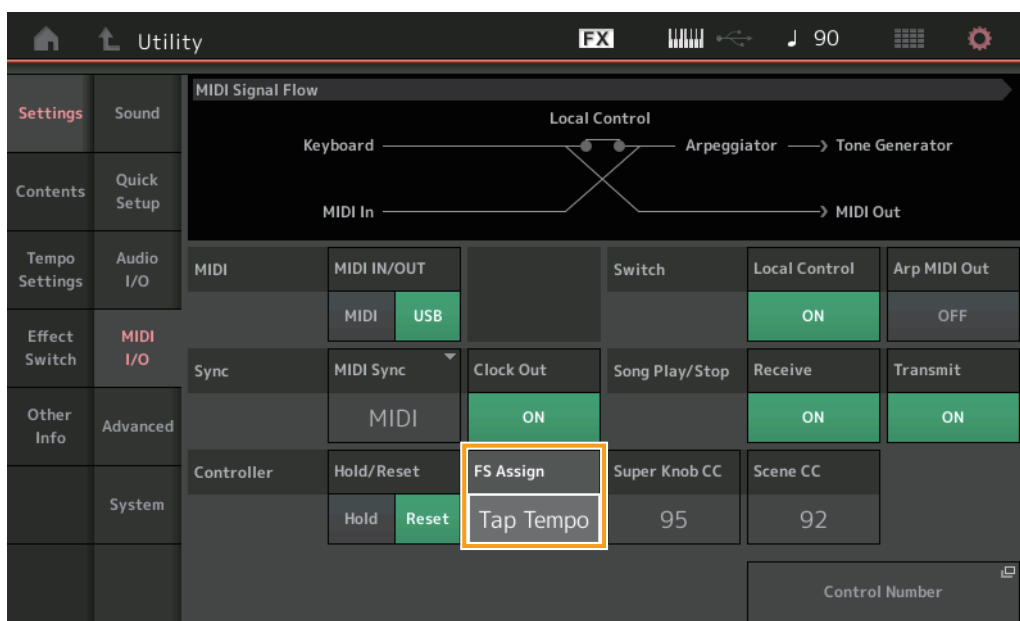 Utility
FX
♩ 90
Settings
Sound
Contents
Quick
Setup
Tempo
Settings
Audio
I/O
Effect
Switch
MIDI
I/O
Other
Info
Advanced
System
MIDI Signal Flow
Local Control
Keyboard
Arpeggiator
Tone Generator
MIDI In
MIDI Out
MIDI
MIDI IN/OUT
MIDI
USB
Switch
Local Control
ON
Arp MIDI Out
OFF
Sync
MIDI Sync
MIDI
Clock Out
ON
Song Play/Stop
Receive
ON
Transmit
ON
Controller
Hold/Reset
Hold
Reset
FS Assign
Tap Tempo
Super Knob CC
95
Scene CC
92
Control Number